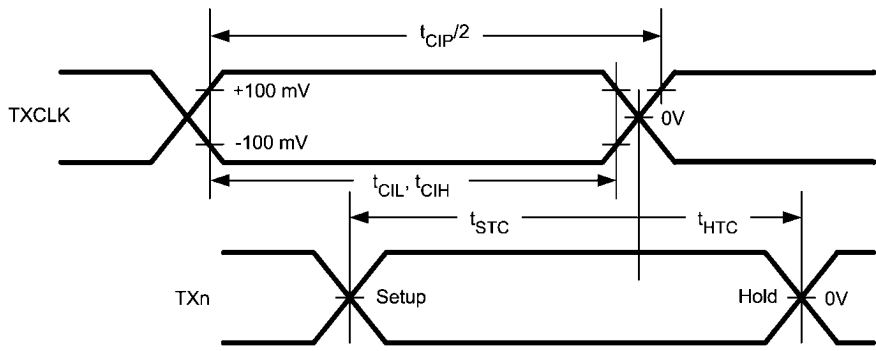 tCIP/2
+100 mV
TXCLK
0V
-100 mV
tCIL, tCIH
tSTC
tHTC
TXn
Setup
Hold
0V